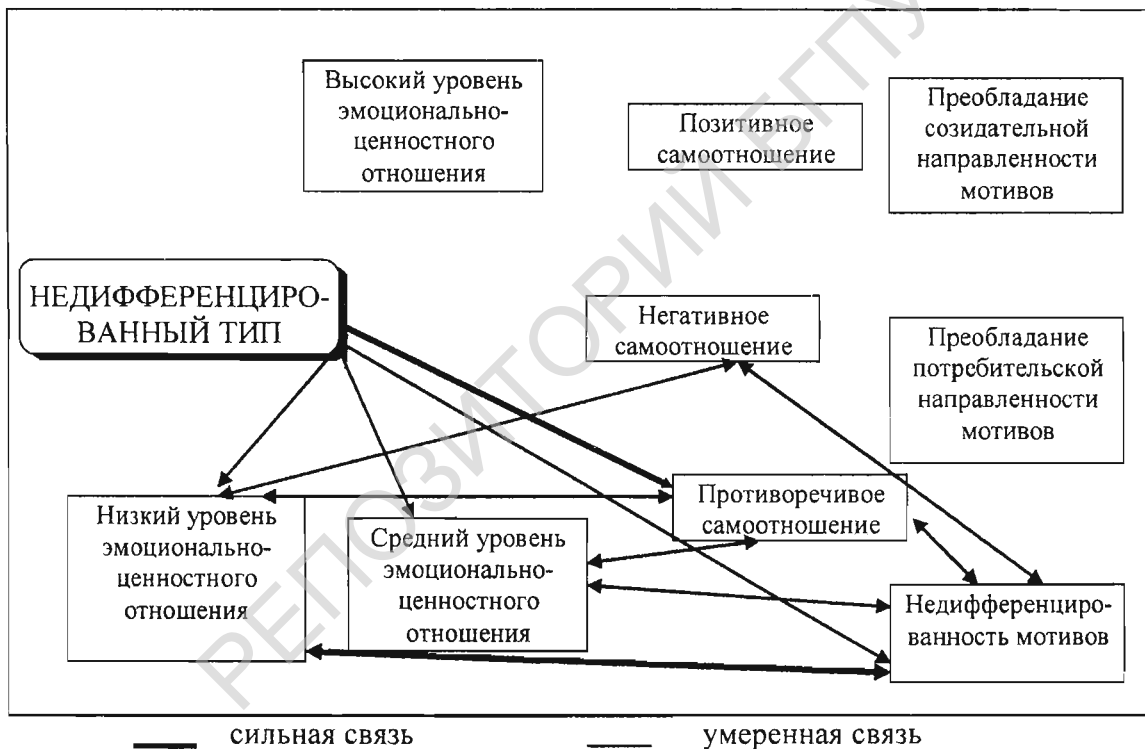 Высокий уровень
эмоционально-
ценностного
отношения
Позитивное
самоотношение
Преобладание
созидательной
направленности
мотивов
НЕДИФФЕРЕНЦИРО-
ВАННЫЙ ТИП
Негативное
самоотношение
Преобладание
потребительской
направленности
мотивов
Низкий уровень
эмоционально-
ценностного
отношения
Средний уровень
эмоционально-
ценностного
отношения
Противоречивое
самоотношение
Недифференциро-
ванность мотивов
сильная связь
умеренная связь
РЕПОЗИТОРИЙ БГПУ